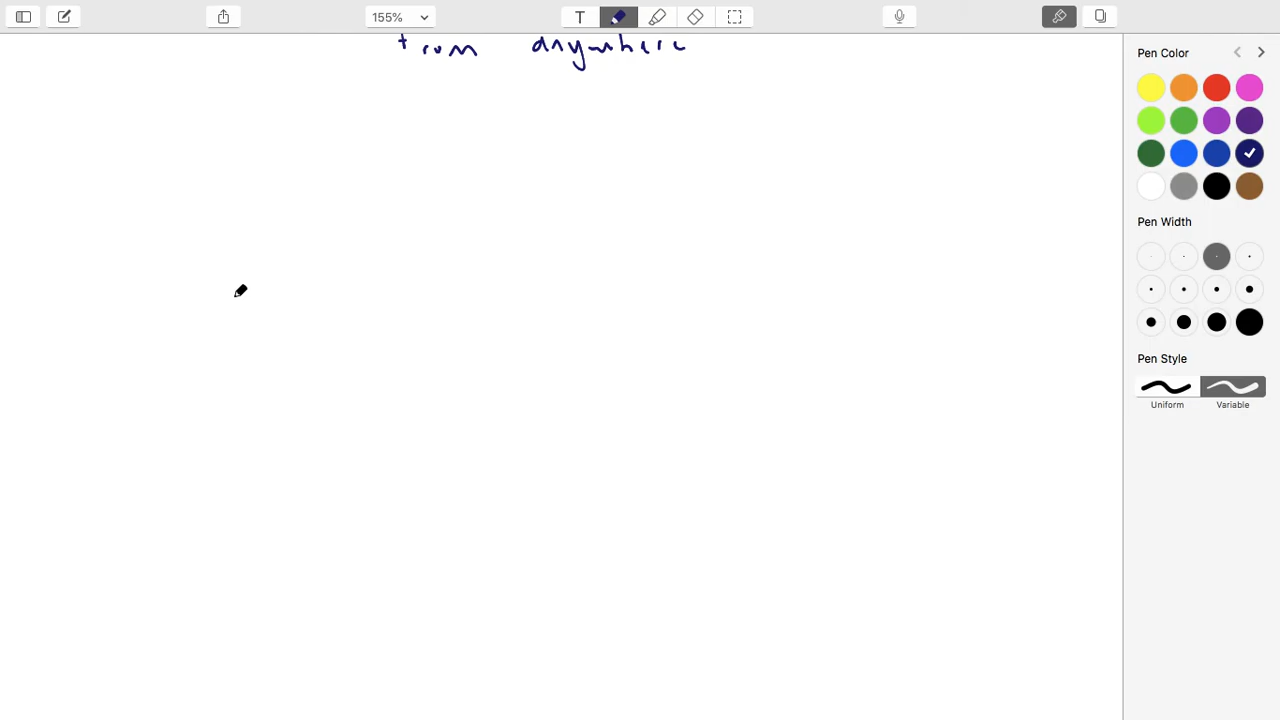 155%
T
from anywhere
Pen Color
Pen Width
Pen Style
Uniform Variable